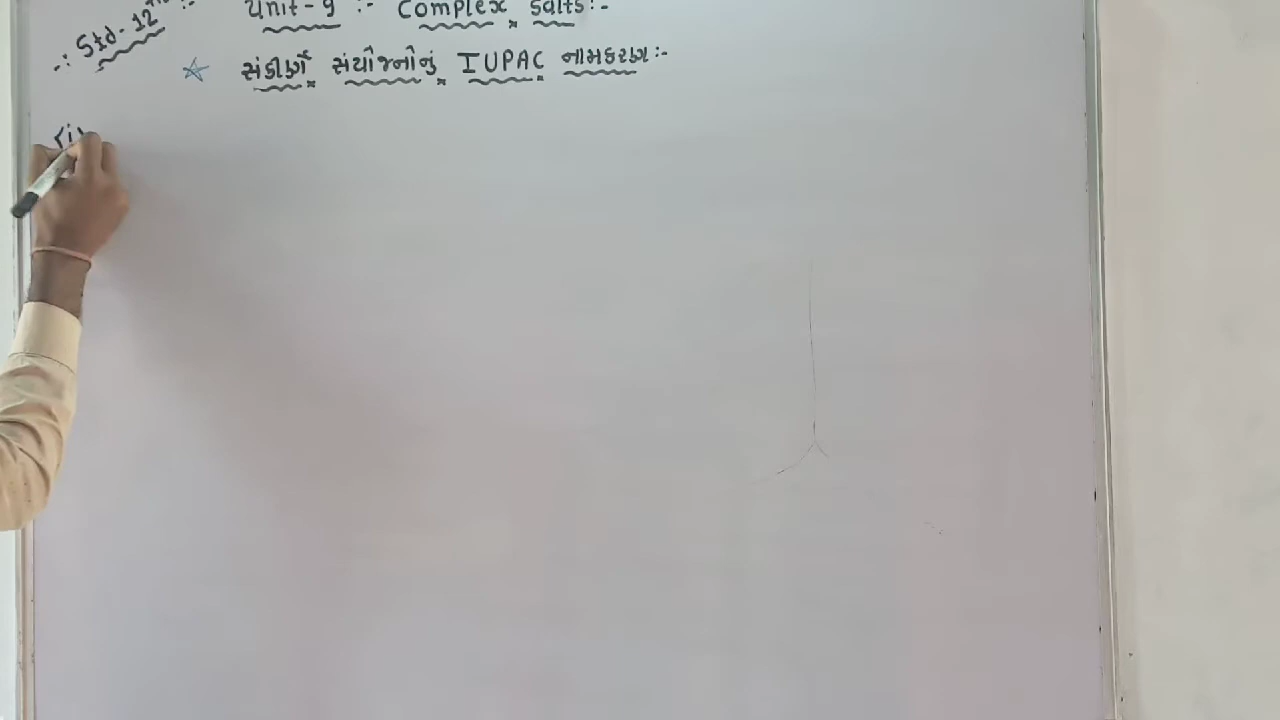 -: Std-12th :- Unit-9 :- Complex Salts:-
☆ સંકીર્ણ સંયોજનોનું IUPAC નામકરણ:-
(i)